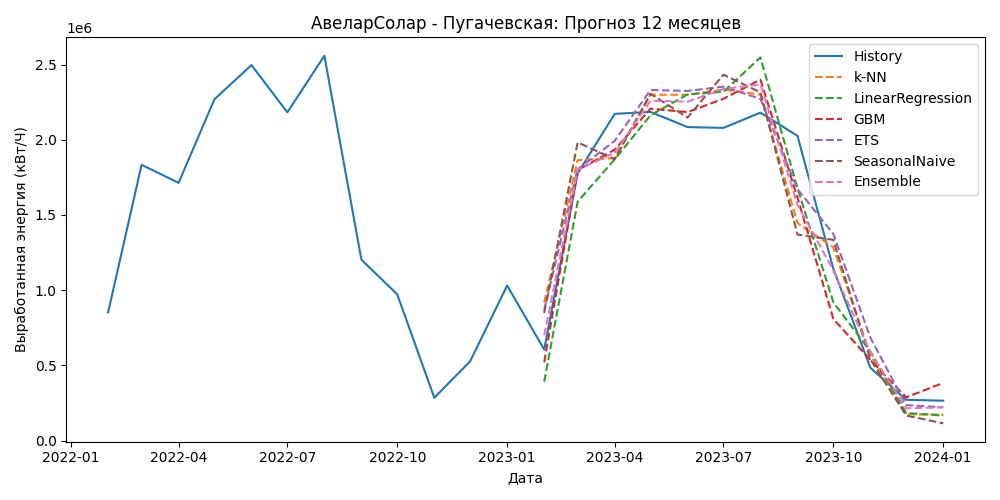 АвеларСолар - Пугачевская: Прогноз 12 месяцев
1e6
Выработанная энергия (кВт/Ч)
2.5
2.0
1.5
1.0
0.5
0.0
History
k-NN
LinearRegression
GBM
ETS
SeasonalNaive
Ensemble
2022-01 2022-04 2022-07 2022-10 2023-01 2023-04 2023-07 2023-10 2024-01
Дата